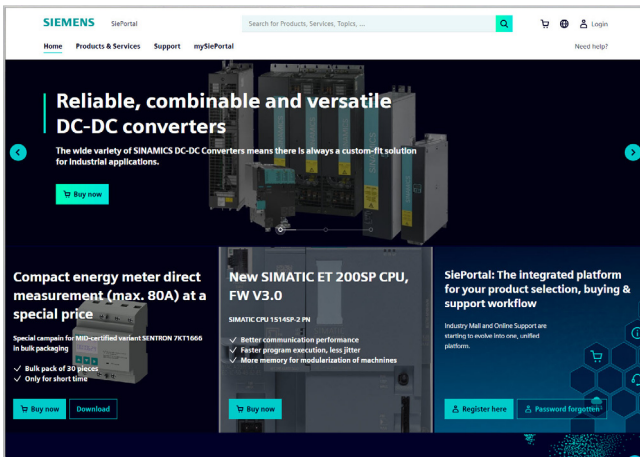 SIEMENS SiePortal
Search for Products, Services, Topics, ...
Login
Home Products & Services Support mySiePortal
Need help?
Reliable, combinable and versatile
DC-DC converters
The wide variety of SINAMICS DC-DC Converters means there is always a custom-fit solution
for industrial applications.
Buy now
Compact energy meter direct
measurement (max. 80A) at a
special price
Special campain for MID-certified variant SENTRON 7KT1666
in bulk packaging
Bulk pack of 30 pieces
Only for short time
Buy now Download
New SIMATIC ET 200SP CPU,
FW V3.0
SIMATIC CPU 1514SP-2 PN
Better communication performance
Faster program execution, less jitter
More memory for modularization of machines
Buy now
SiePortal: The integrated platform
for your product selection, buying &
support workflow
Industry Mall and Online Support are
starting to evolve into one, unified
platform.
Register here Password forgotten